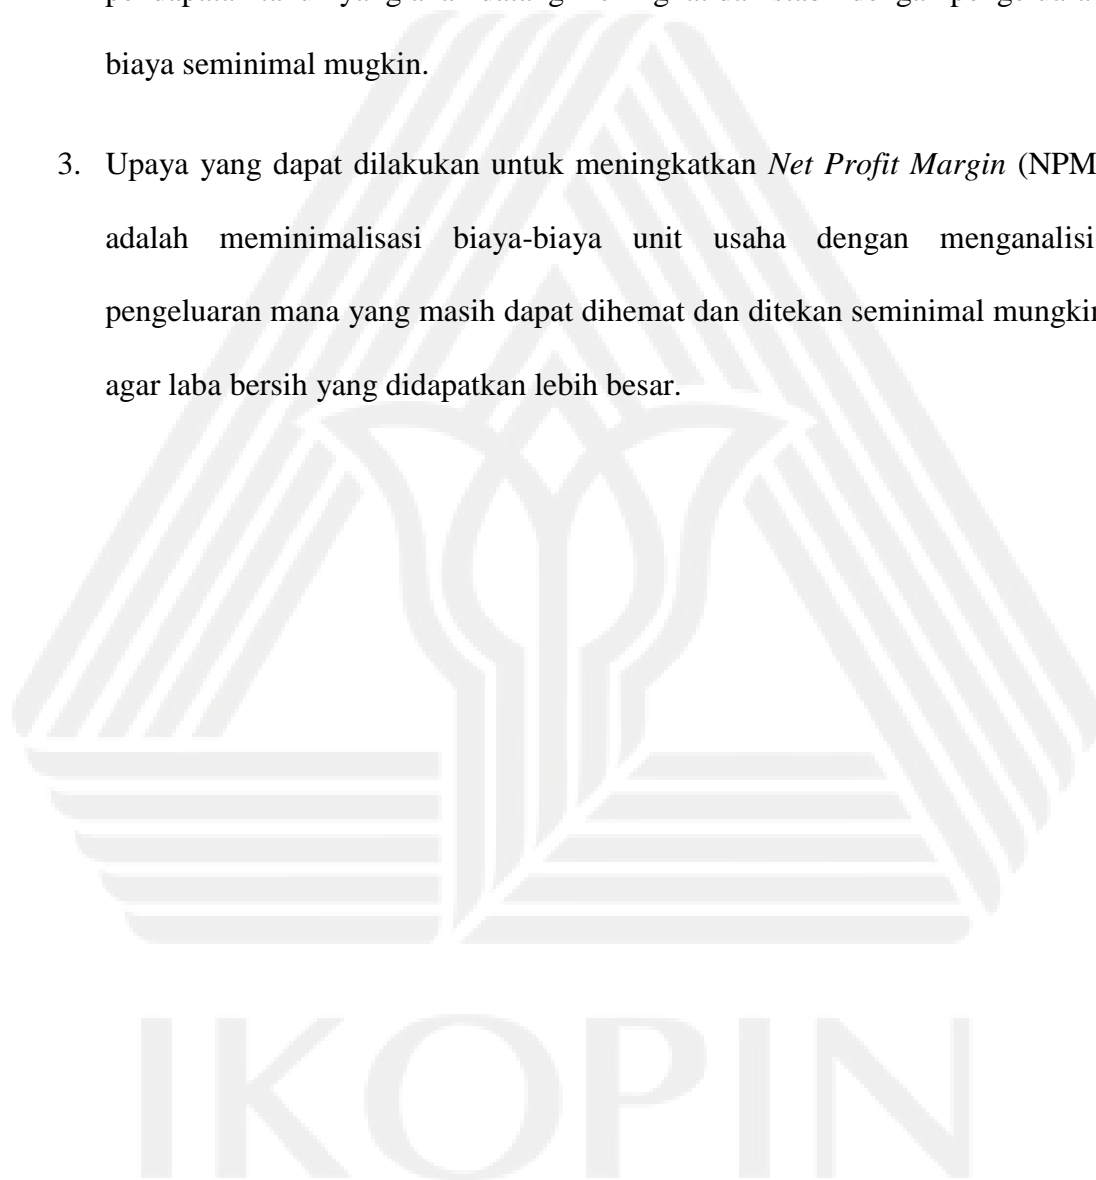 biaya seminimal mugkin.
3. Upaya yang dapat dilakukan untuk meningkatkan Net Profit Margin (NPM
adalah meminimalisasi biaya-biaya unit usaha dengan menganalisi
pengeluaran mana yang masih dapat dihemat dan ditekan seminimal mungkin
agar laba bersih yang didapatkan lebih besar.
IKOPIN